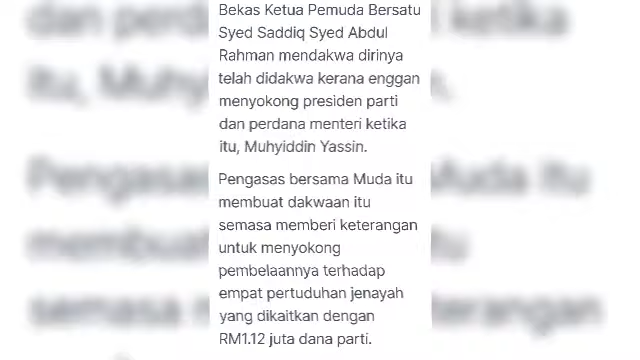 Bekas Ketua Pemuda Bersatu
Syed Saddiq Syed Abdul
Rahman mendakwa dirinya
telah didakwa kerana enggan
menyokong presiden parti
dan perdana menteri ketika
itu, Muhyiddin Yassin.
Pengasas bersama Muda itu
membuat dakwaan itu
semasa memberi keterangan
untuk menyokong
pembelaannya terhadap
empat pertuduhan jenayah
yang dikaitkan dengan
RM1.12 juta dana parti.